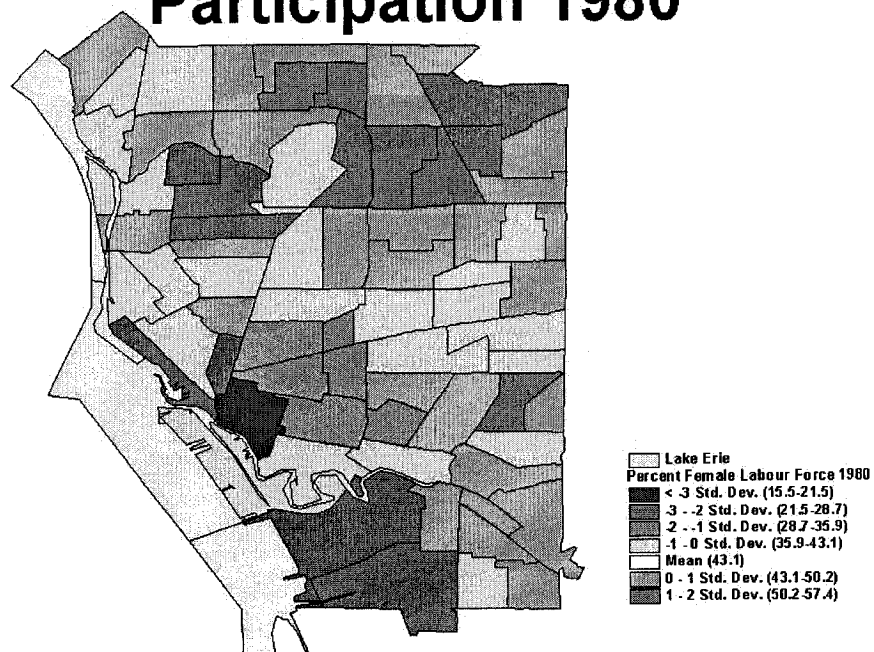 Participation 1980
Lake Erie
Percent Female Labour Force 1980
< -3 Std. Dev. (15.5-21.5)
-3 - -2 Std. Dev. (21.5-28.7)
-2 - -1 Std. Dev. (28.7-35.9)
-1 - 0 Std. Dev. (35.9-43.1)
Mean (43.1)
0 - 1 Std. Dev. (43.1-50.2)
1 - 2 Std. Dev. (50.2-57.4)